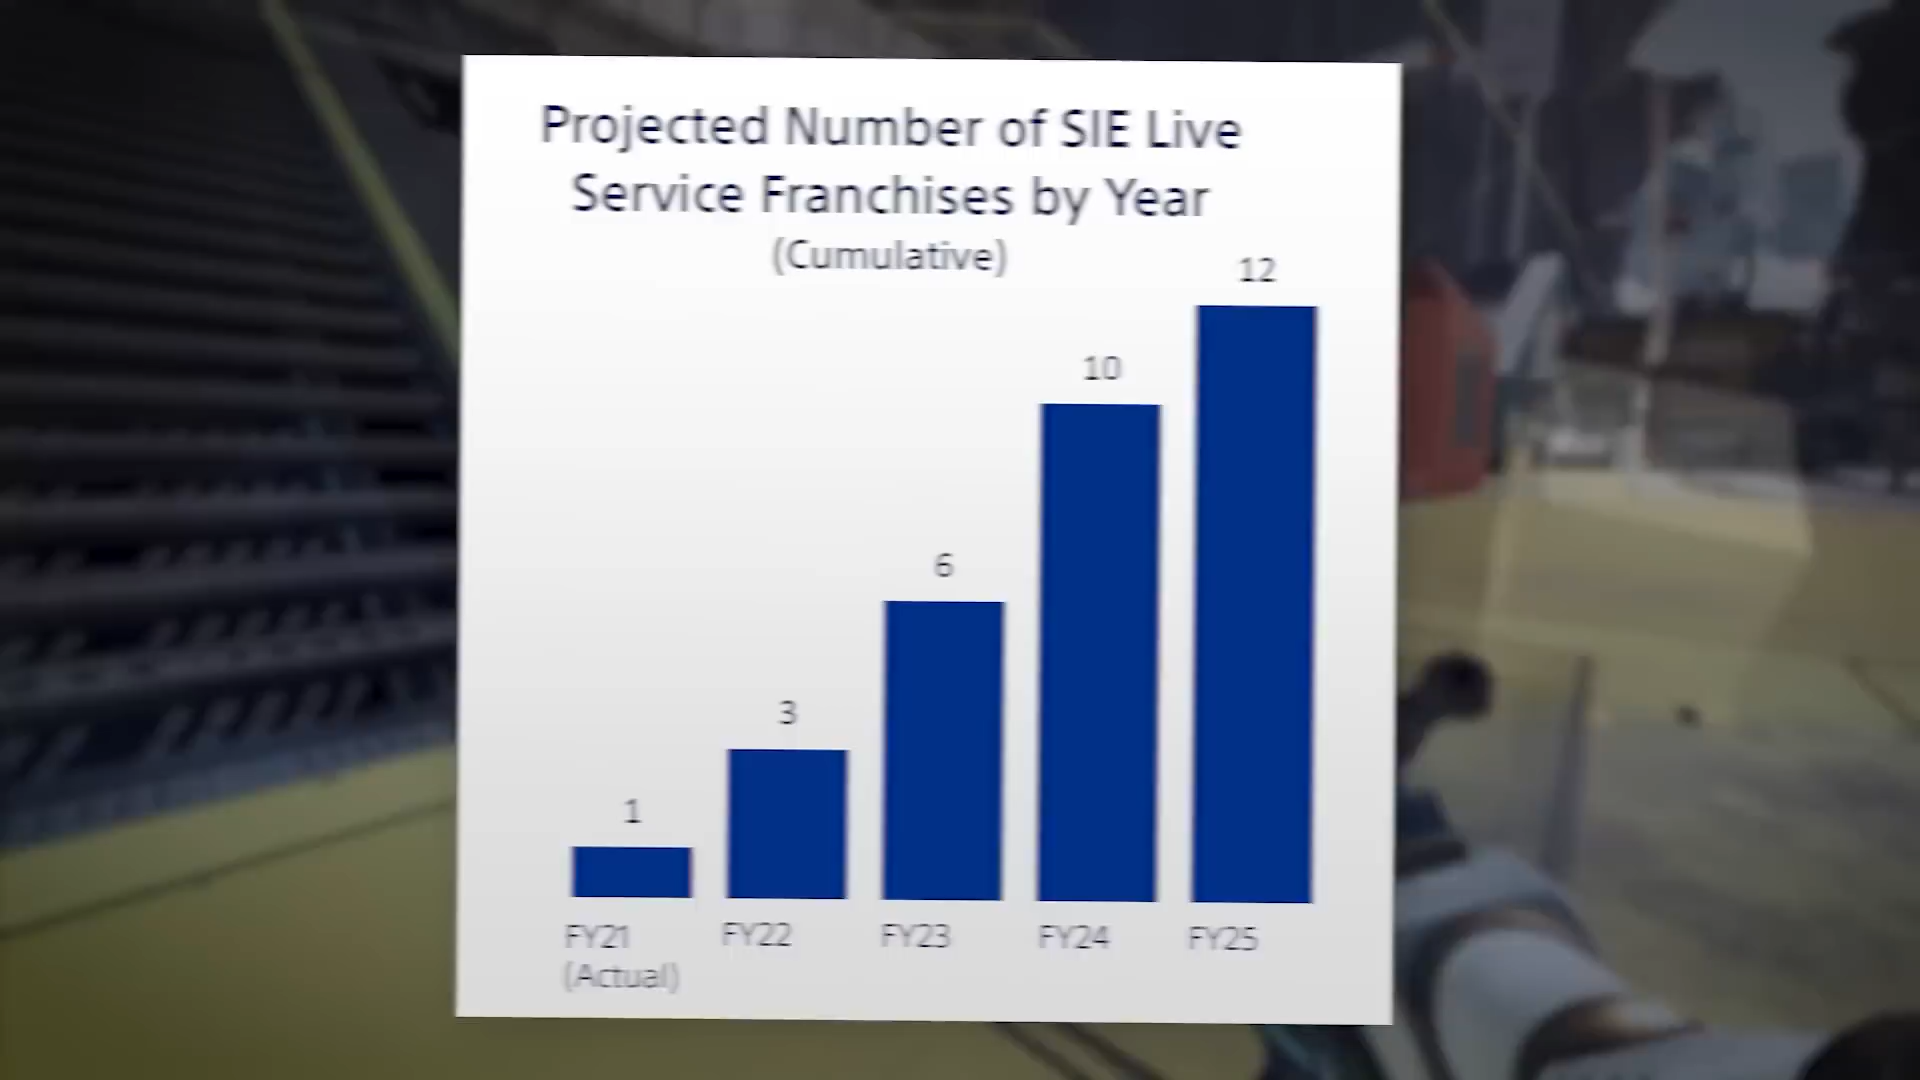 Projected Number of SIE Live
Service Franchises by Year
(Cumulative)
12
10
6
3
1
FY21
(Actual)
FY22
FY23
FY24
FY25